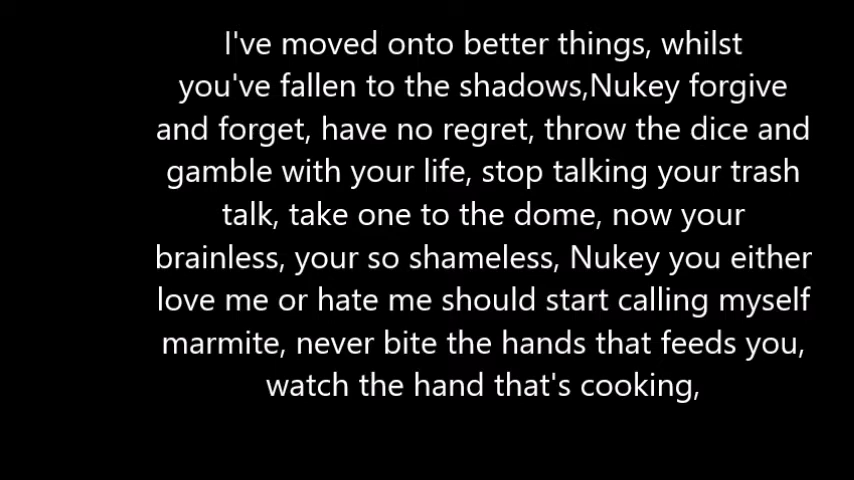 I've moved onto better things, whilst
you've fallen to the shadows,Nukey forgive
and forget, have no regret, throw the dice and
gamble with your life, stop talking your trash
talk, take one to the dome, now your
brainless, your so shameless, Nukey you either
love me or hate me should start calling myself
marmite, never bite the hands that feeds you,
watch the hand that's cooking,